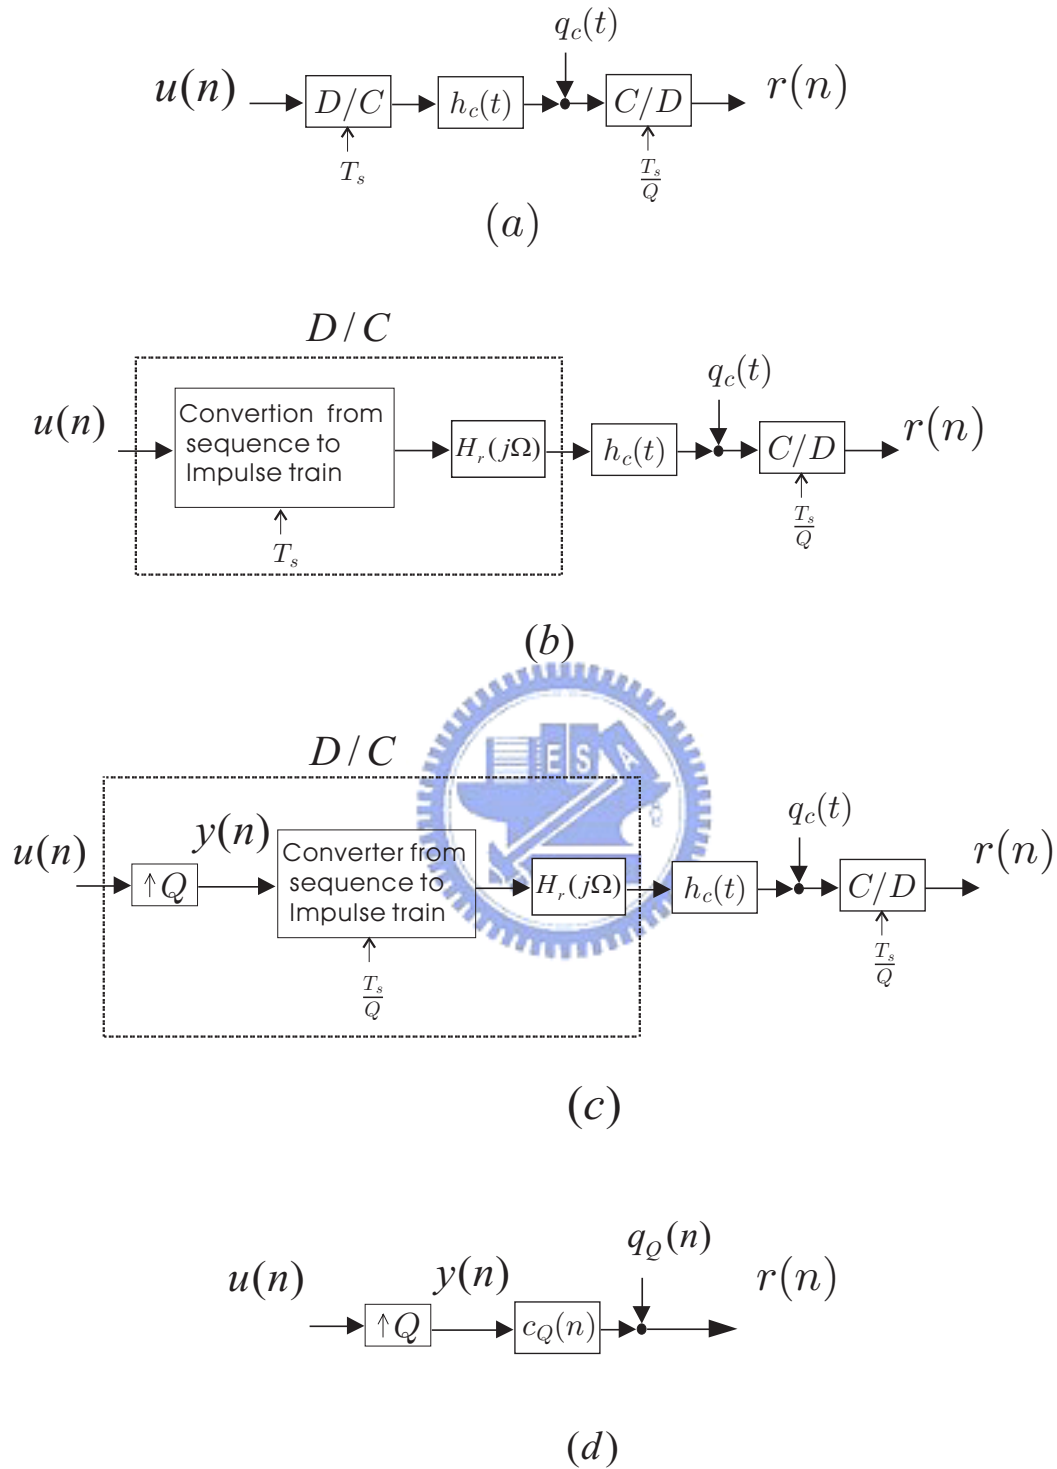 q_c(t)
u(n) D/C h_c(t) C/D r(n)
T_s T_s/Q
(a)
D/C
q_c(t)
u(n) Convertion from sequence to Impulse train H_r(jΩ) h_c(t) C/D r(n)
T_s T_s/Q
(b)
D/C
E S A
q_c(t)
u(n) ↑Q y(n) Converter from sequence to Impulse train H_r(jΩ) h_c(t) C/D r(n)
T_s/Q T_s/Q
(c)
q_Q(n)
u(n) ↑Q y(n) c_Q(n) r(n)
(d)